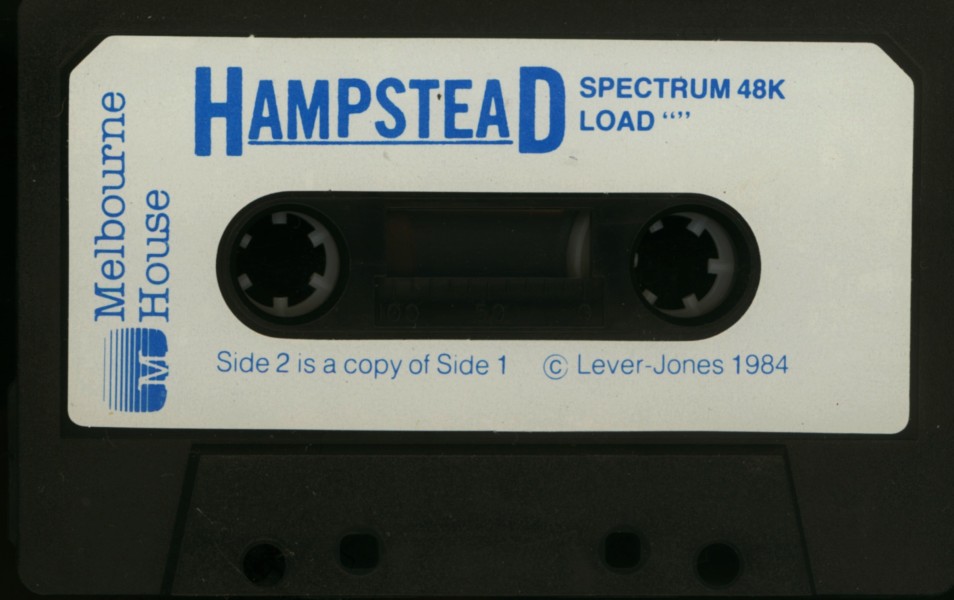 HAMPSTEAD
SPECTRUM 48K
LOAD “”
Melbourne
House
M
Side 2 is a copy of Side 1 © Lever-Jones 1984